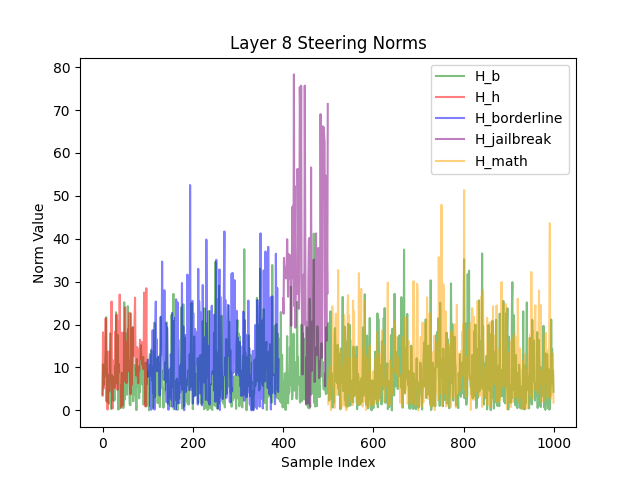 Layer 8 Steering Norms
80
70
60
50
40
30
20
10
0
Norm Value
H_b
H_h
H_borderline
H_jailbreak
H_math
0 200 400 600 800 1000
Sample Index